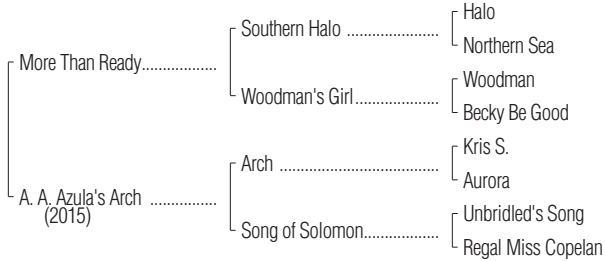 Halo
Southern Halo
Northern Sea
More Than Ready
Woodman
Woodman's Girl
Becky Be Good
Kris S.
Arch
Aurora
A. A. Azula's Arch
(2015)
Unbridled's Song
Song of Solomon
Regal Miss Copelan